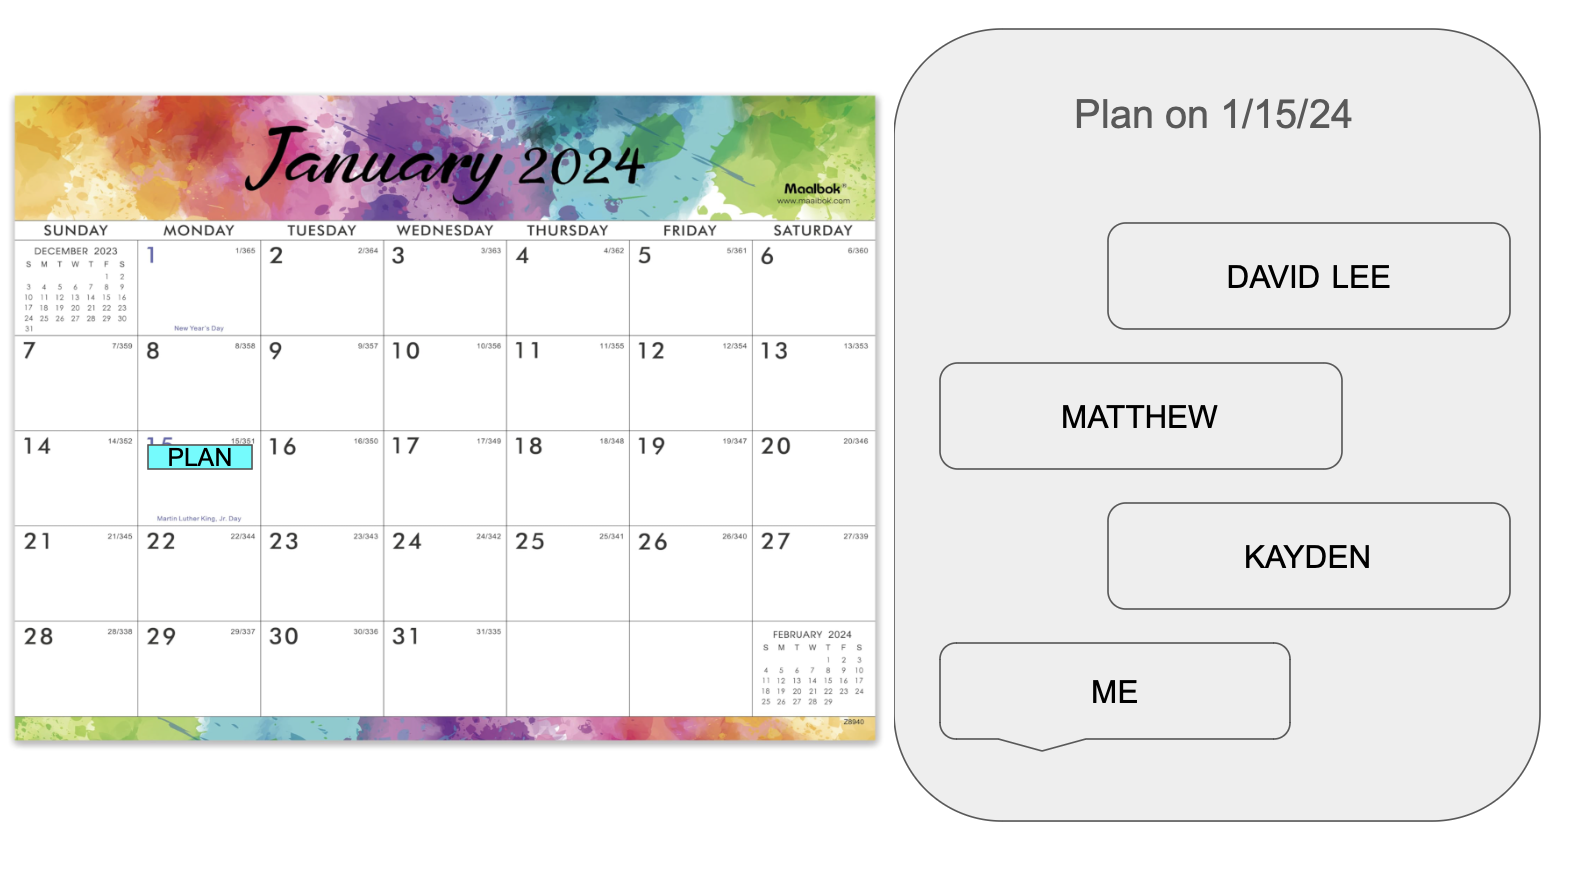 January 2024
Maalbok
www.maalbok.com
SUNDAY MONDAY TUESDAY WEDNESDAY THURSDAY FRIDAY SATURDAY
DECEMBER 2023
S M T W T F S
1 2
3 4 5 6 7 8 9
10 11 12 13 14 15 16
17 18 19 20 21 22 23
24 25 26 27 28 29 30
31
1 1/365
New Year's Day
2 2/364
3 3/363
4 4/362
5 5/361
6 6/360
7 7/359
8 8/358
9 9/357
10 10/356
11 11/355
12 12/354
13 13/353
14 14/352
15 15/351
PLAN
Martin Luther King, Jr. Day
16 16/350
17 17/349
18 18/348
19 19/347
20 20/346
21 21/345
22 22/344
23 23/343
24 24/342
25 25/341
26 26/340
27 27/339
28 28/338
29 29/337
30 30/336
31 31/335
FEBRUARY 2024
S M T W T F S
1 2 3
4 5 6 7 8 9 10
11 12 13 14 15 16 17
18 19 20 21 22 23 24
25 26 27 28 29
Z8940
Plan on 1/15/24
DAVID LEE
MATTHEW
KAYDEN
ME